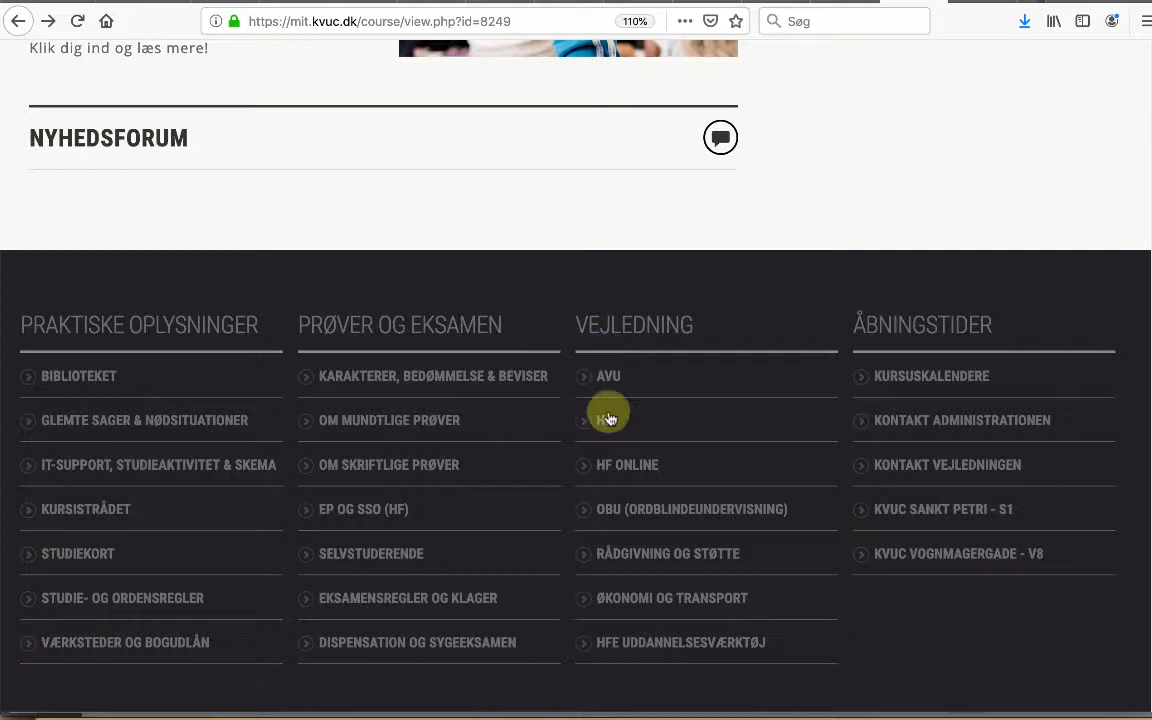 https://mit.kvuc.dk/course/view.php?id=8249
110%
Søg
Klik dig ind og læs mere!
NYHEDSFORUM
PRAKTISKE OPLYSNINGER
BIBLIOTEKET
GLEMTE SAGER & NØDSITUATIONER
IT-SUPPORT, STUDIEAKTIVITET & SKEMA
KURSISTRÅDET
STUDIEKORT
STUDIE- OG ORDENSREGLER
VÆRKSTEDER OG BOGUDLÅN
PRØVER OG EKSAMEN
KARAKTERER, BEDØMMELSE & BEVISER
OM MUNDTLIGE PRØVER
OM SKRIFTLIGE PRØVER
EP OG SSO (HF)
SELVSTUDERENDE
EKSAMENSREGLER OG KLAGER
DISPENSATION OG SYGEEKSAMEN
VEJLEDNING
AVU
HF ONLINE
OBU (ORDBLINDEUNDERVISNING)
RÅDGIVNING OG STØTTE
ØKONOMI OG TRANSPORT
HFE UDDANNELSESVÆRKTØJ
ÅBNINGSTIDER
KURSUSKALENDERE
KONTAKT ADMINISTRATIONEN
KONTAKT VEJLEDNINGEN
KVUC SANKT PETRI - S1
KVUC VOGNMAGERGADE - V8